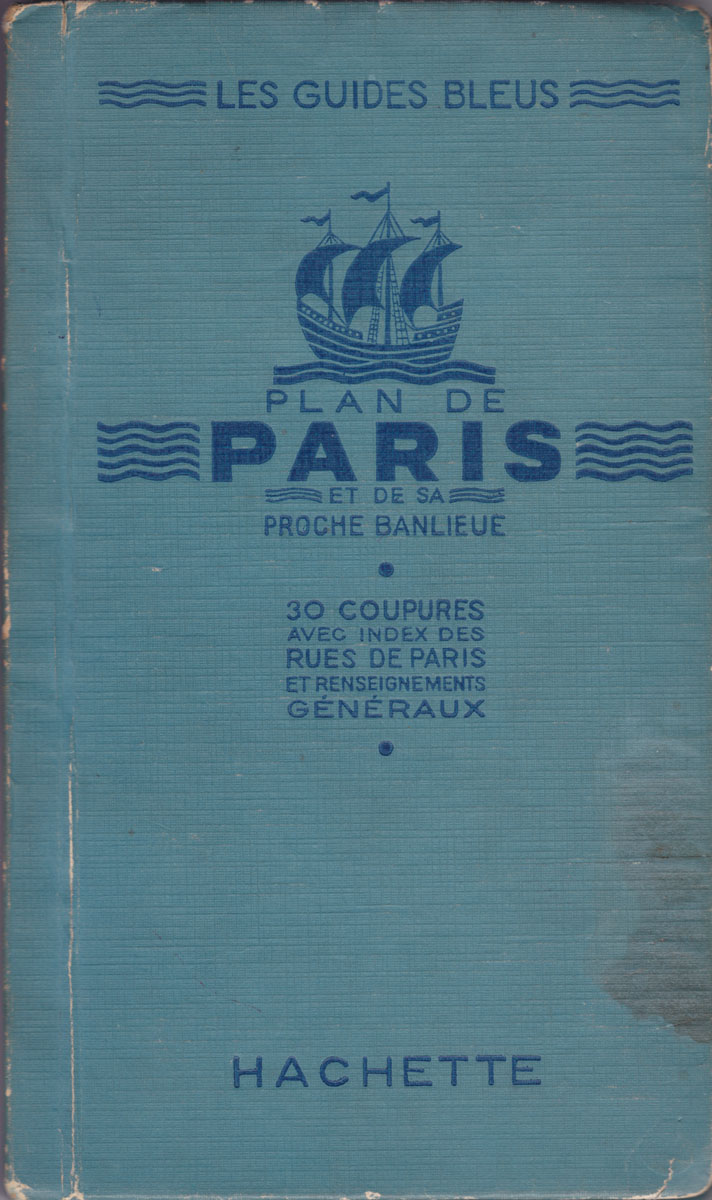 LES GUIDES BLEUS
PLAN DE
PARIS
ET DE SA
PROCHE BANLIEUE
30 COUPURES
AVEC INDEX DES
RUES DE PARIS
ET RENSEIGNEMENTS
GÉNÉRAUX
HACHETTE